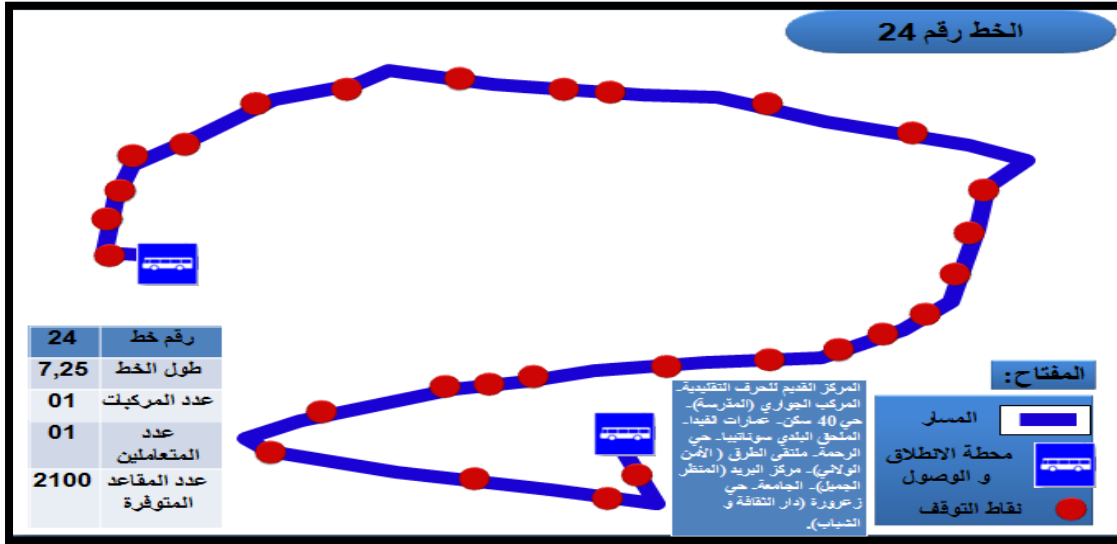 الخط رقم 24
رقم خط 24
طول الخط 7,25
عدد المركبات 01
عدد
المتعاملين 01
عدد المقاعد
المتوفرة 2100
المركز القديم للحرف التقليدية-
المركب الجواري (المدرسة)-
حي 40 سكن- عمارات الفيدا-
الملحق البلدي سوناتيبا- حي
الرحمة- ملتقى الطرق ( الأمن
الولائي)- مركز البريد (المنظر
الجميل)- الجامعة- حي
زعرورة (دار الثقافة و
الشباب).
المفتاح:
المسار
محطة الانطلاق
و الوصول
نقاط التوقف